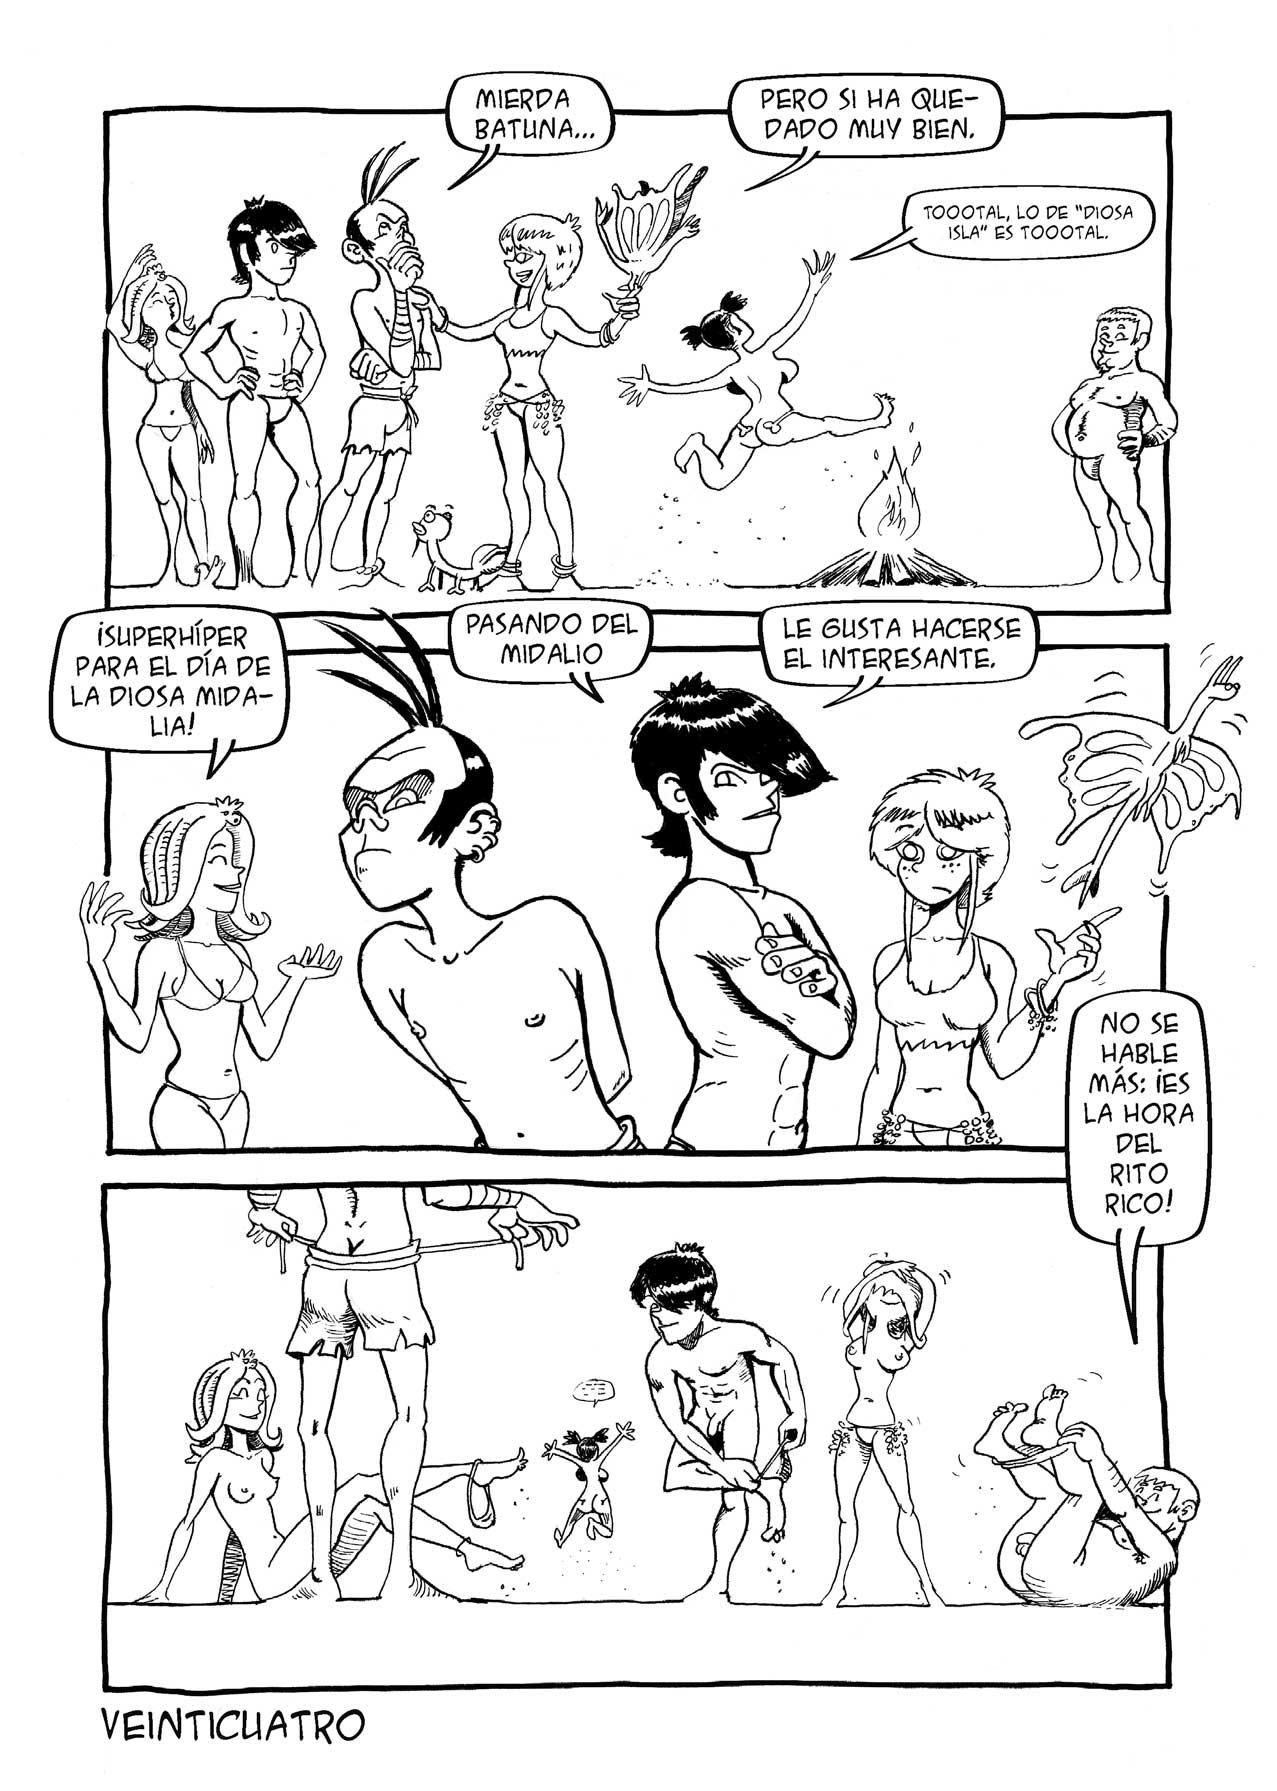 MIERDA
BATUNA...
PERO SI HA QUE-
DADO MUY BIEN.
TOOOTAL, LO DE "DIOSA
ISLA" ES TOOOTAL.
¡SUPERHÍPER
PARA EL DÍA DE
LA DIOSA MIDA-
LIA!
PASANDO DEL
MIDALIO
LE GUSTA HACERSE
EL INTERESANTE.
NO SE
HABLE
MÁS: ¡ES
LA HORA
DEL
RITO
RICO!
VEINTICUATRO